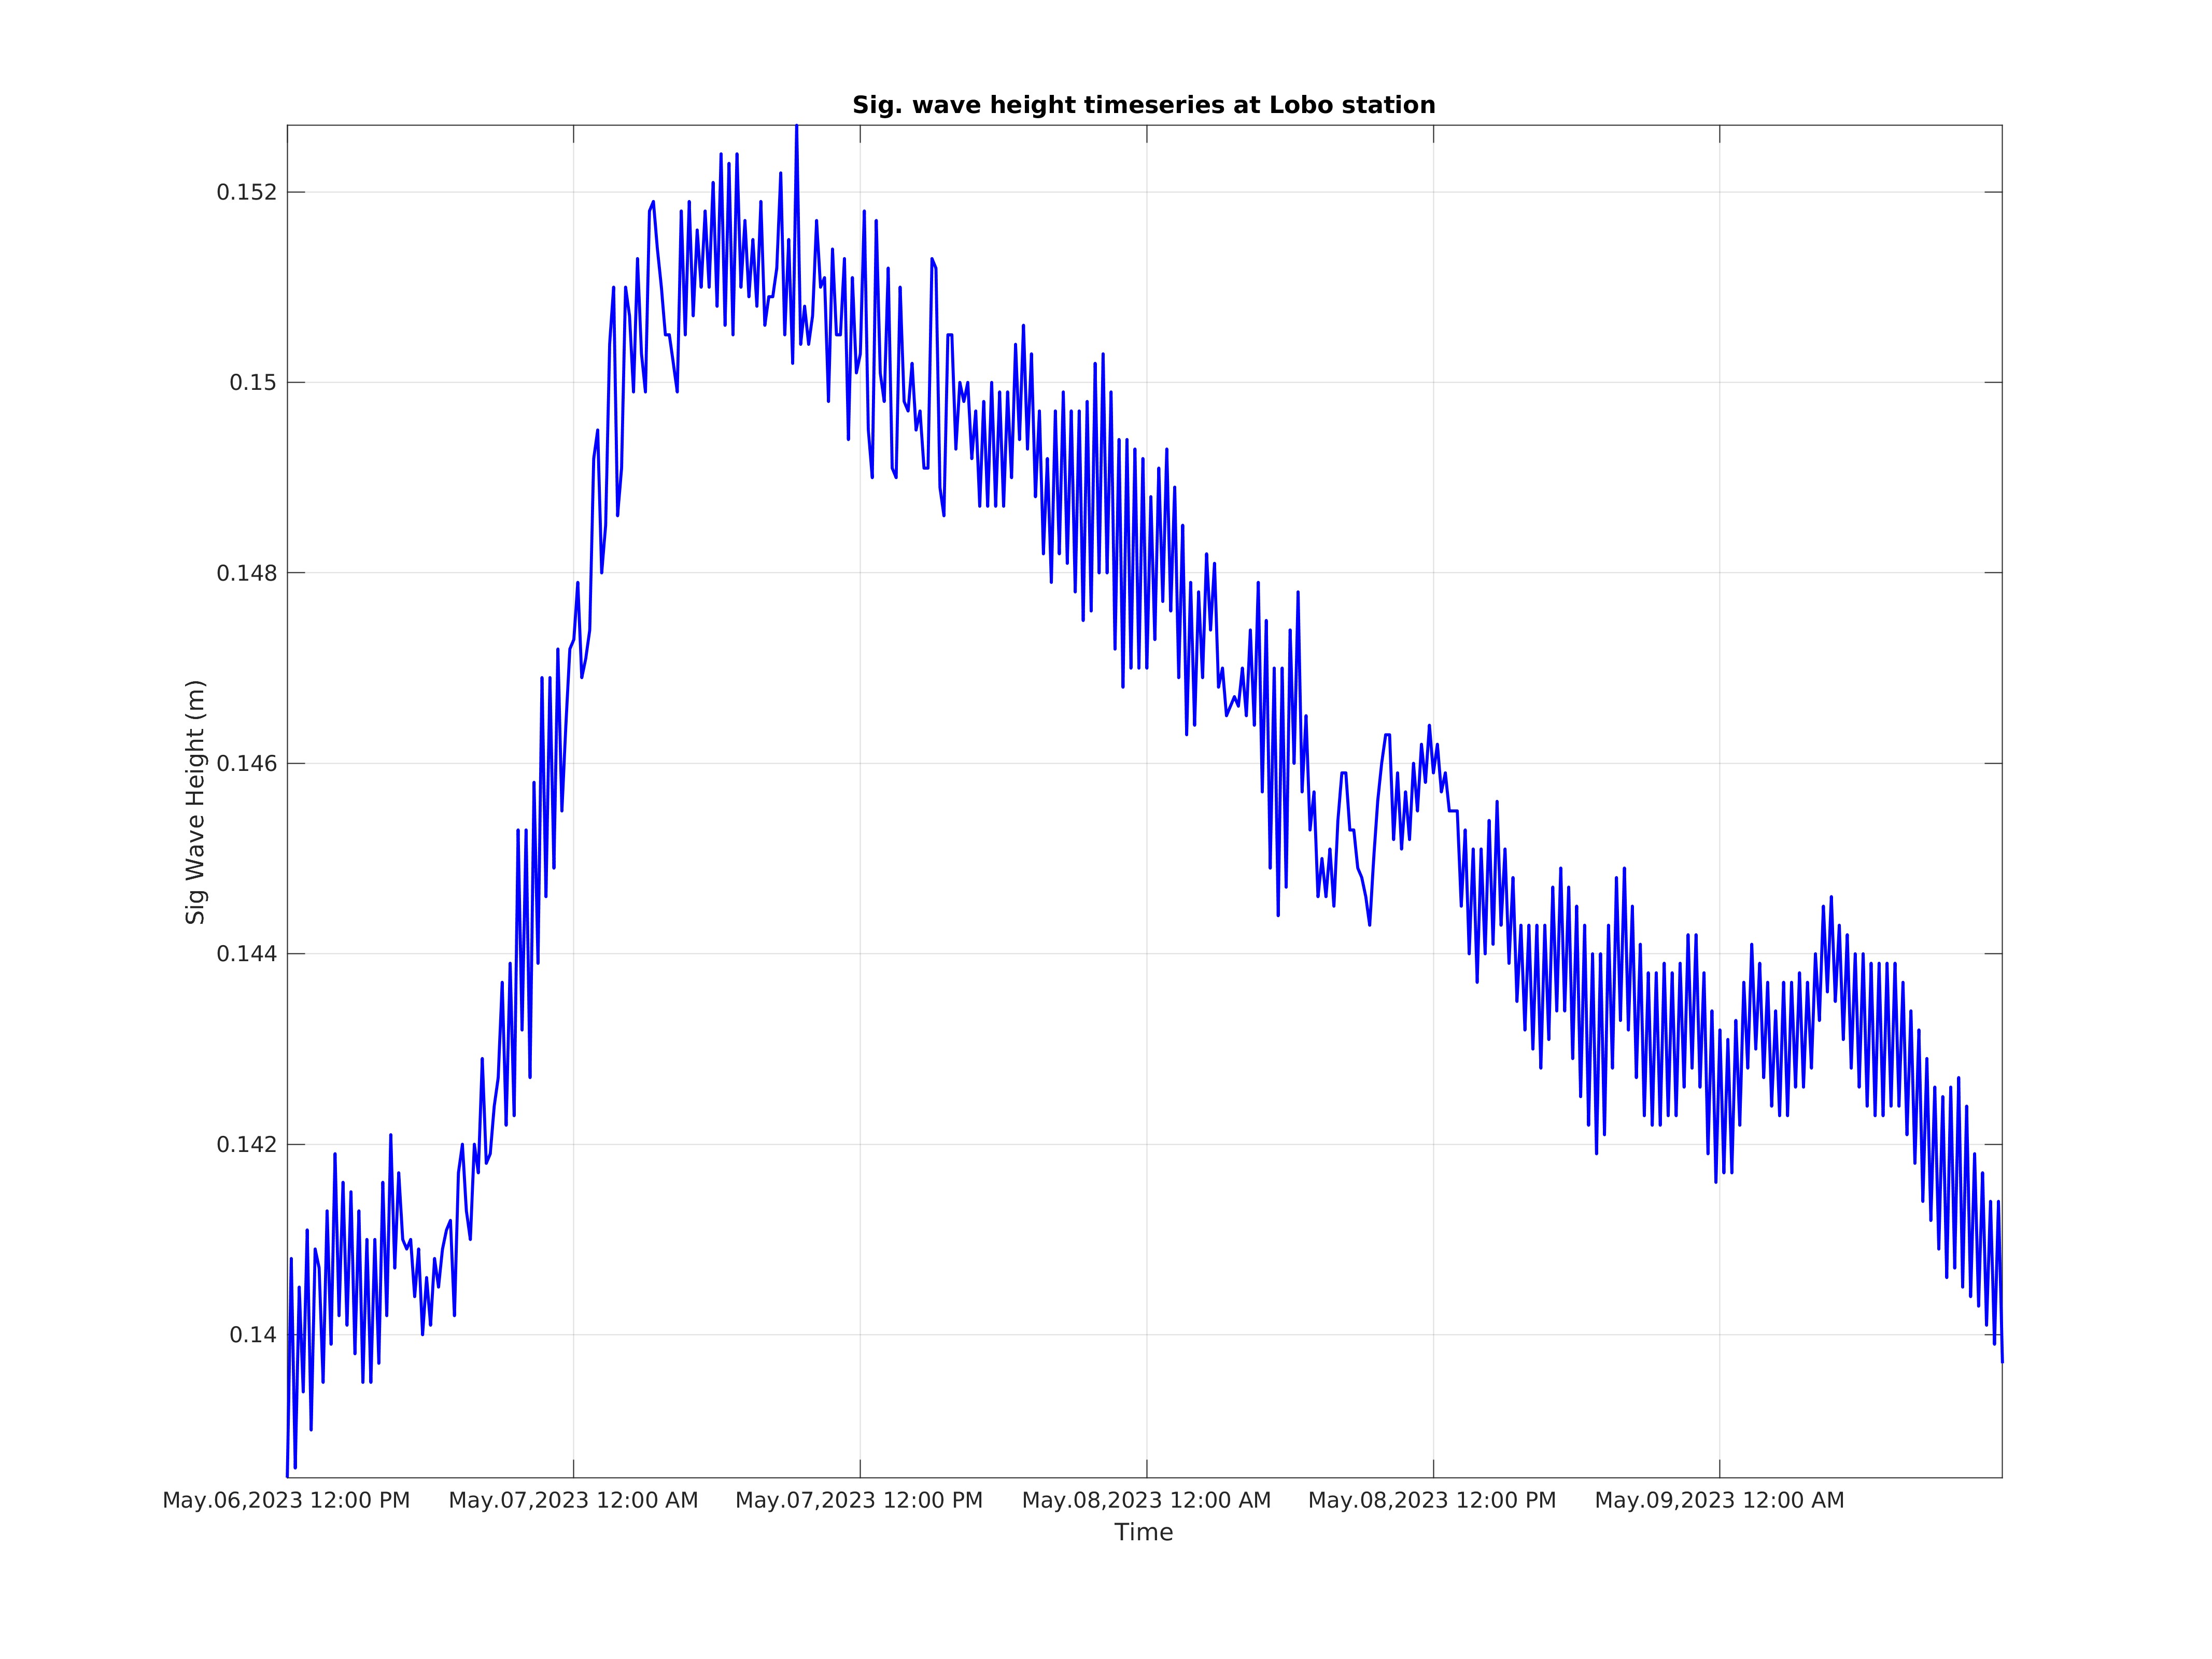 Sig. wave height timeseries at Lobo station
0.152
0.15
0.148
0.146
0.144
0.142
0.14
Sig Wave Height (m)
May.06,2023 12:00 PM
May.07,2023 12:00 AM
May.07,2023 12:00 PM
May.08,2023 12:00 AM
May.08,2023 12:00 PM
May.09,2023 12:00 AM
Time